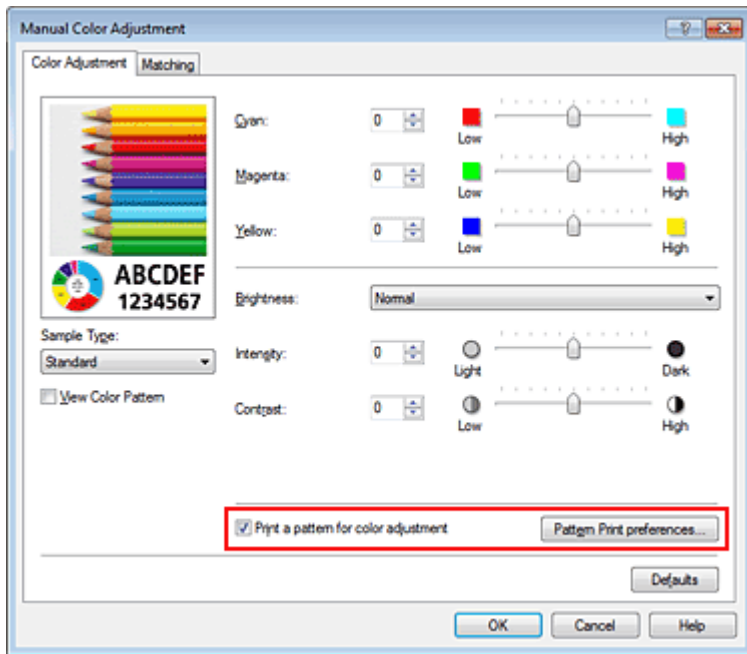 Manual Color Adjustment
Color Adjustment Matching
Cyan: 0 Low High
Magenta: 0 Low High
Yellow: 0 Low High
ABCDEF
1234567
Brightness: Normal
Sample Type:
Standard
View Color Pattern
Intensity: 0 Light Dark
Contrast: 0 Low High
Print a pattern for color adjustment Pattern Print preferences...
Defaults
OK Cancel Help